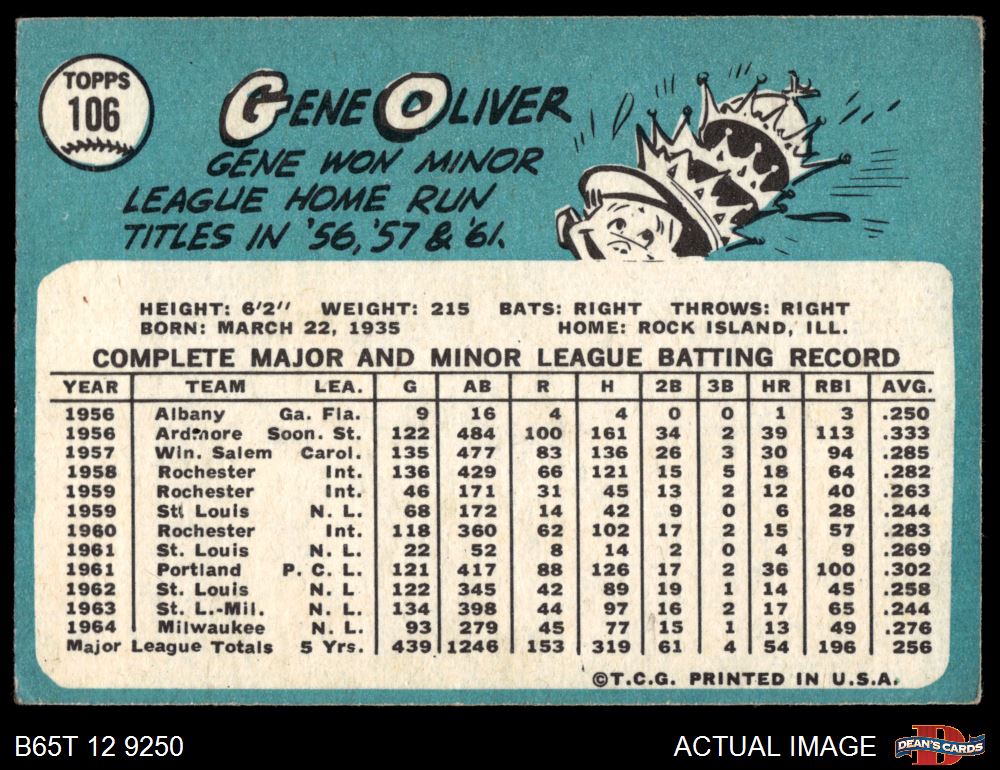 TOPPS
106
GENE OLIVER
GENE WON MINOR
LEAGUE HOME RUN
TITLES IN '56, '57 & '61.
HEIGHT: 6'2" WEIGHT: 215 BATS: RIGHT THROWS: RIGHT
BORN: MARCH 22, 1935 HOME: ROCK ISLAND, ILL.
COMPLETE MAJOR AND MINOR LEAGUE BATTING RECORD
YEAR TEAM LEA. G AB R H 2B 3B HR RBI AVG.
1956 Albany Ga. Fla. 9 16 4 4 0 0 1 3 .250
1956 Ardmore Soon. St. 122 484 100 161 34 2 39 113 .333
1957 Win. Salem Carol. 135 477 83 136 26 3 30 94 .285
1958 Rochester Int. 136 429 66 121 15 5 18 64 .282
1959 Rochester Int. 46 171 31 45 13 2 12 40 .263
1959 St. Louis N. L. 68 172 14 42 9 0 6 28 .244
1960 Rochester Int. 118 360 62 102 17 2 15 57 .283
1961 St. Louis N. L. 22 52 8 14 2 0 4 9 .269
1961 Portland P. C. L. 121 417 88 126 17 2 36 100 .302
1962 St. Louis N. L 122 345 42 89 19 1 14 45 .258
1963 St. L.-Mil. N. L. 134 398 44 97 16 2 17 65 .244
1964 Milwaukee N. L. 93 279 45 77 15 1 13 49 .276
Major League Totals 5 Yrs. 439 1246 153 319 61 4 54 196 256
©T.C.G. PRINTED IN U.S.A.
B65T 12 9250 ACTUAL IMAGE D DEAN'S CARDS